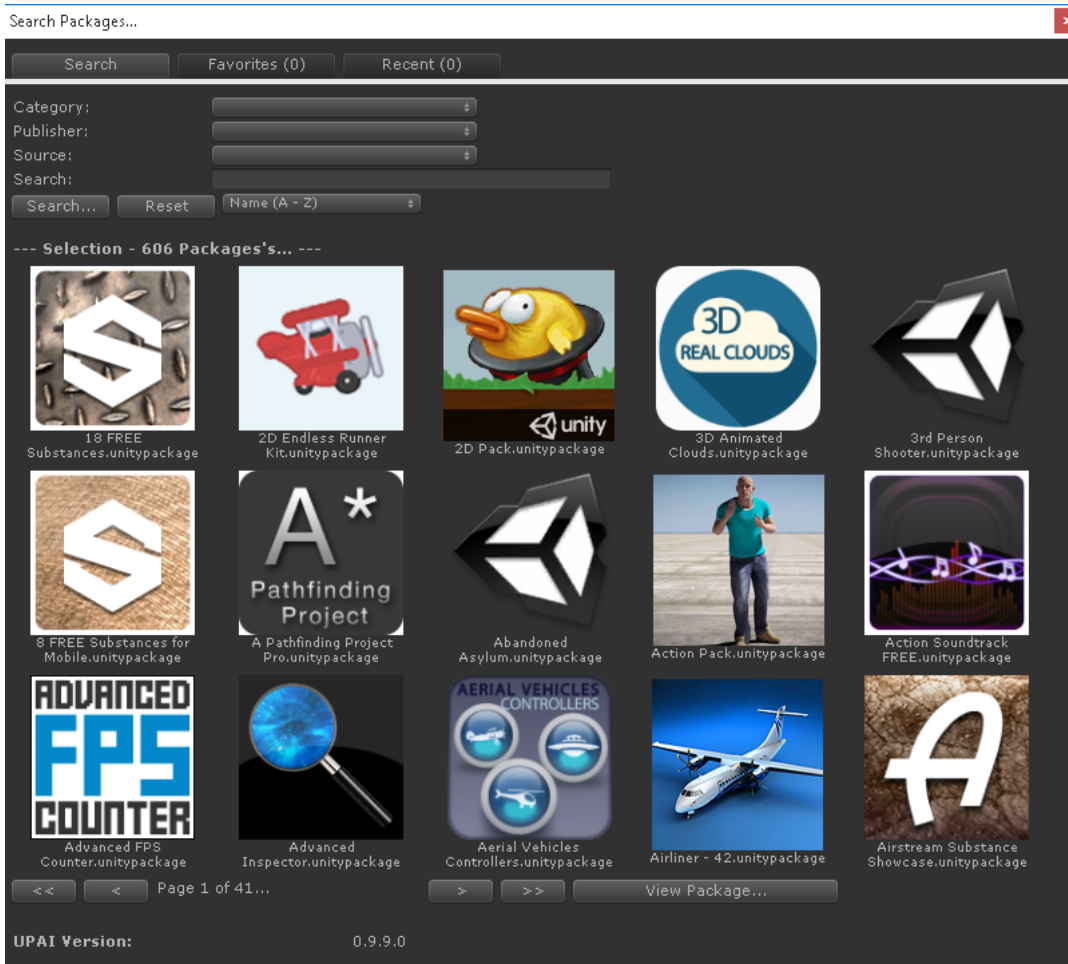 Search Packages...
x
Search Favorites (0) Recent (0)
Category:
Publisher:
Source:
Search:
Search... Reset Name (A - Z)
--- Selection - 606 Packages's... ---
3D
REAL CLOUDS
unity
18 FREE
Substances.unitypackage
2D Endless Runner
Kit.unitypackage
2D Pack.unitypackage
3D Animated
Clouds.unitypackage
3rd Person
Shooter.unitypackage
A*
Pathfinding
Project
8 FREE Substances for
Mobile.unitypackage
A Pathfinding Project
Pro.unitypackage
Abandoned
Asylum.unitypackage
Action Pack.unitypackage
Action Soundtrack
FREE.unitypackage
ADVANCED
FPS
COUNTER
AERIAL VEHICLES
CONTROLLERS
A
Advanced FPS
Counter.unitypackage
Advanced
Inspector.unitypackage
Aerial Vehicles
Controllers.unitypackage
Airliner - 42.unitypackage
Airstream Substance
Showcase.unitypackage
<< < Page 1 of 41... > >> View Package...
UPAI Version: 0.9.9.0